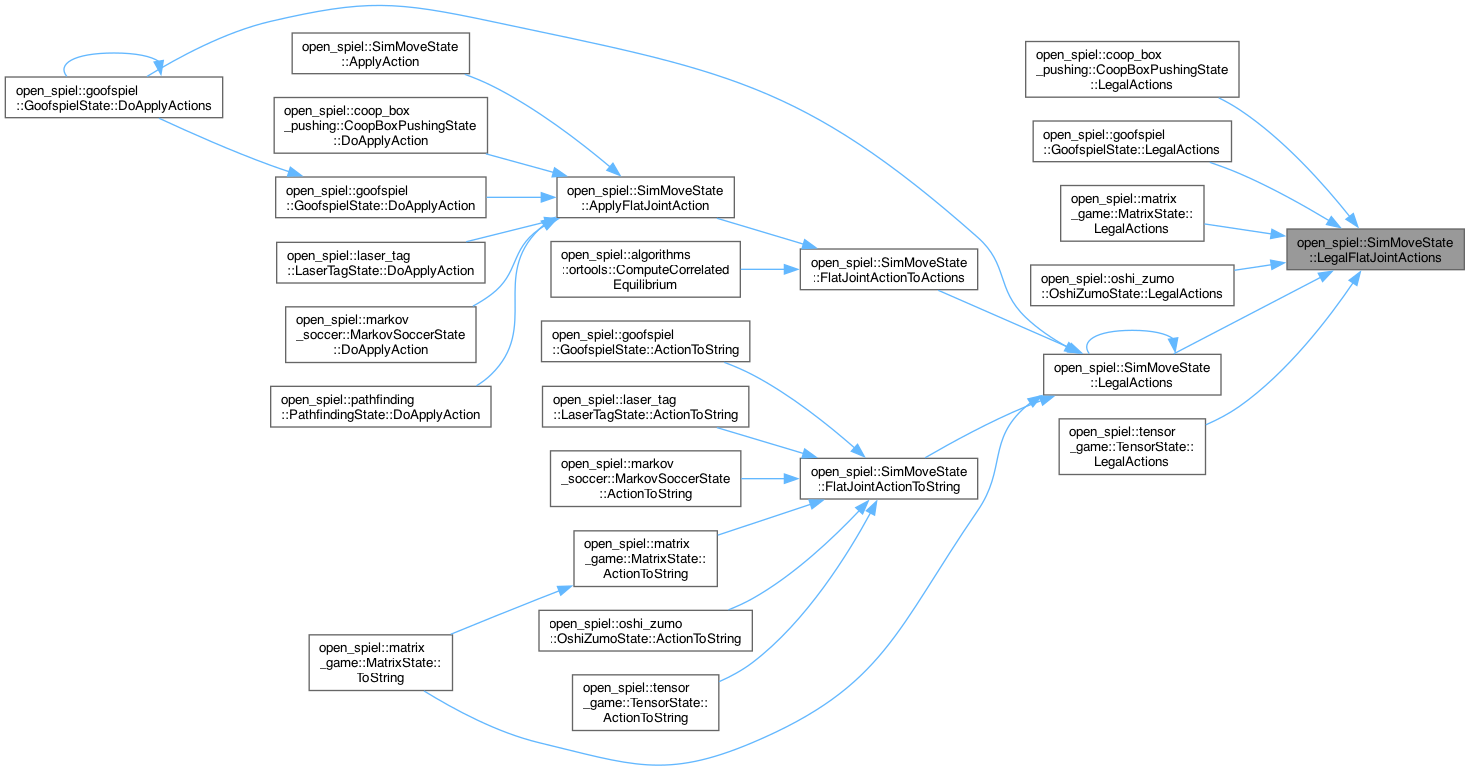 open_spiel::SimMoveState
::ApplyAction
open_spiel::goofspiel
::GoofspielState::DoApplyActions
open_spiel::coop_box
_pushing::CoopBoxPushingState
::DoApplyAction
open_spiel::goofspiel
::GoofspielState::DoApplyAction
open_spiel::laser_tag
::LaserTagState::DoApplyAction
open_spiel::markov
_soccer::MarkovSoccerState
::DoApplyAction
open_spiel::pathfinding
::PathfindingState::DoApplyAction
open_spiel::matrix
_game::MatrixState::
ToString
open_spiel::SimMoveState
::ApplyFlatJointAction
open_spiel::algorithms
::ortools::ComputeCorrelated
Equilibrium
open_spiel::goofspiel
::GoofspielState::ActionToString
open_spiel::laser_tag
::LaserTagState::ActionToString
open_spiel::markov
_soccer::MarkovSoccerState
::ActionToString
open_spiel::matrix
_game::MatrixState::
ActionToString
open_spiel::oshi_zumo
::OshiZumoState::ActionToString
open_spiel::tensor
_game::TensorState::
ActionToString
open_spiel::SimMoveState
::FlatJointActionToActions
open_spiel::SimMoveState
::FlatJointActionToString
open_spiel::coop_box
_pushing::CoopBoxPushingState
::LegalActions
open_spiel::goofspiel
::GoofspielState::LegalActions
open_spiel::matrix
_game::MatrixState::
LegalActions
open_spiel::oshi_zumo
::OshiZumoState::LegalActions
open_spiel::SimMoveState
::LegalActions
open_spiel::tensor
_game::TensorState::
LegalActions
open_spiel::SimMoveState
::LegalFlatJointActions